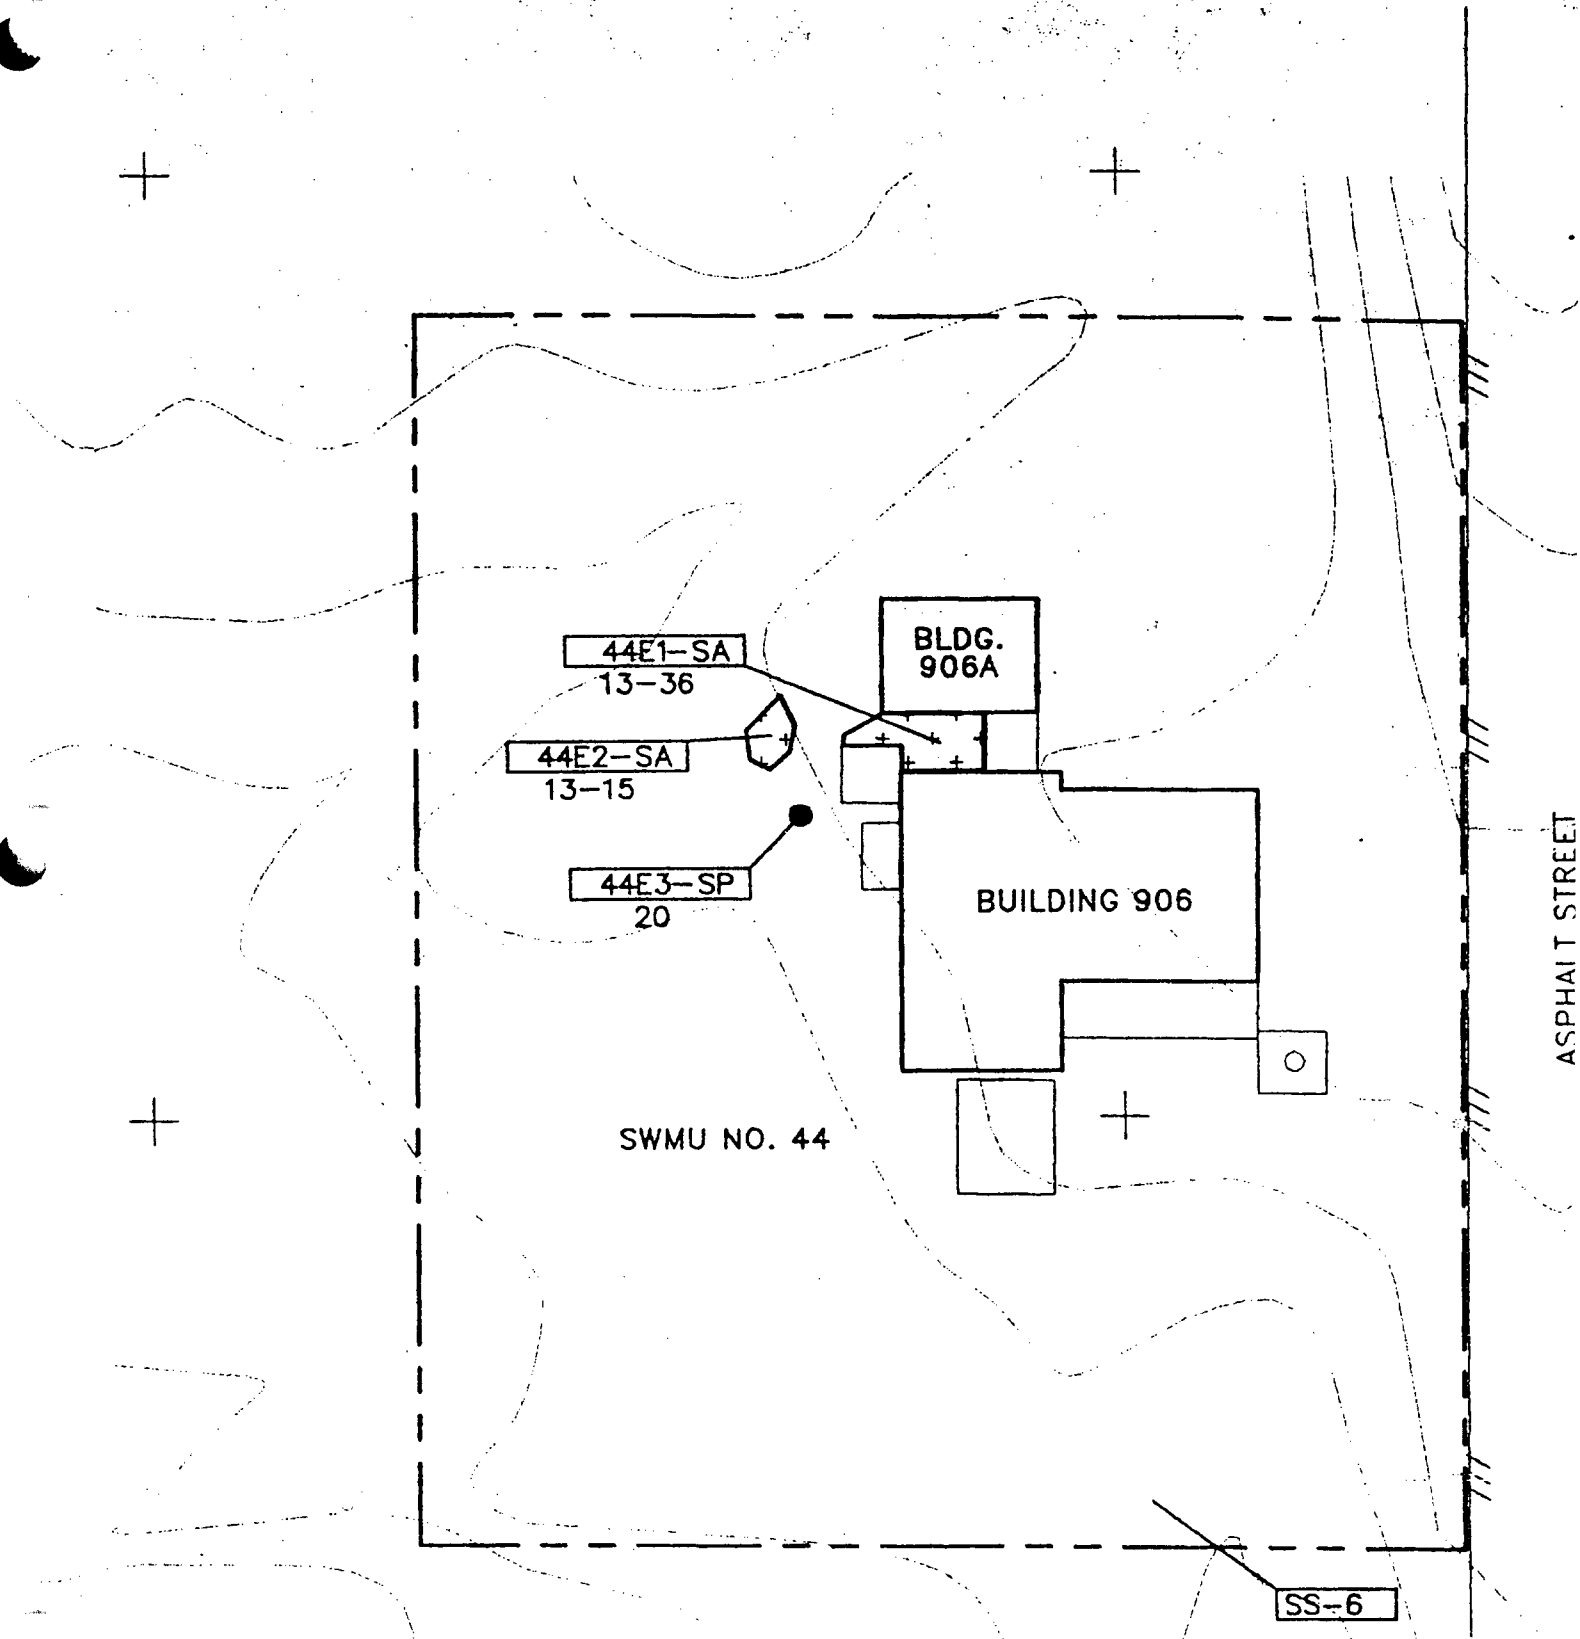 BLDG.
906A
44E1-SA
13-36
44E2-SA
13-15
44E3-SP
20
BUILDING 906
ASPHALT STREET
SWMU NO. 44
SS-6